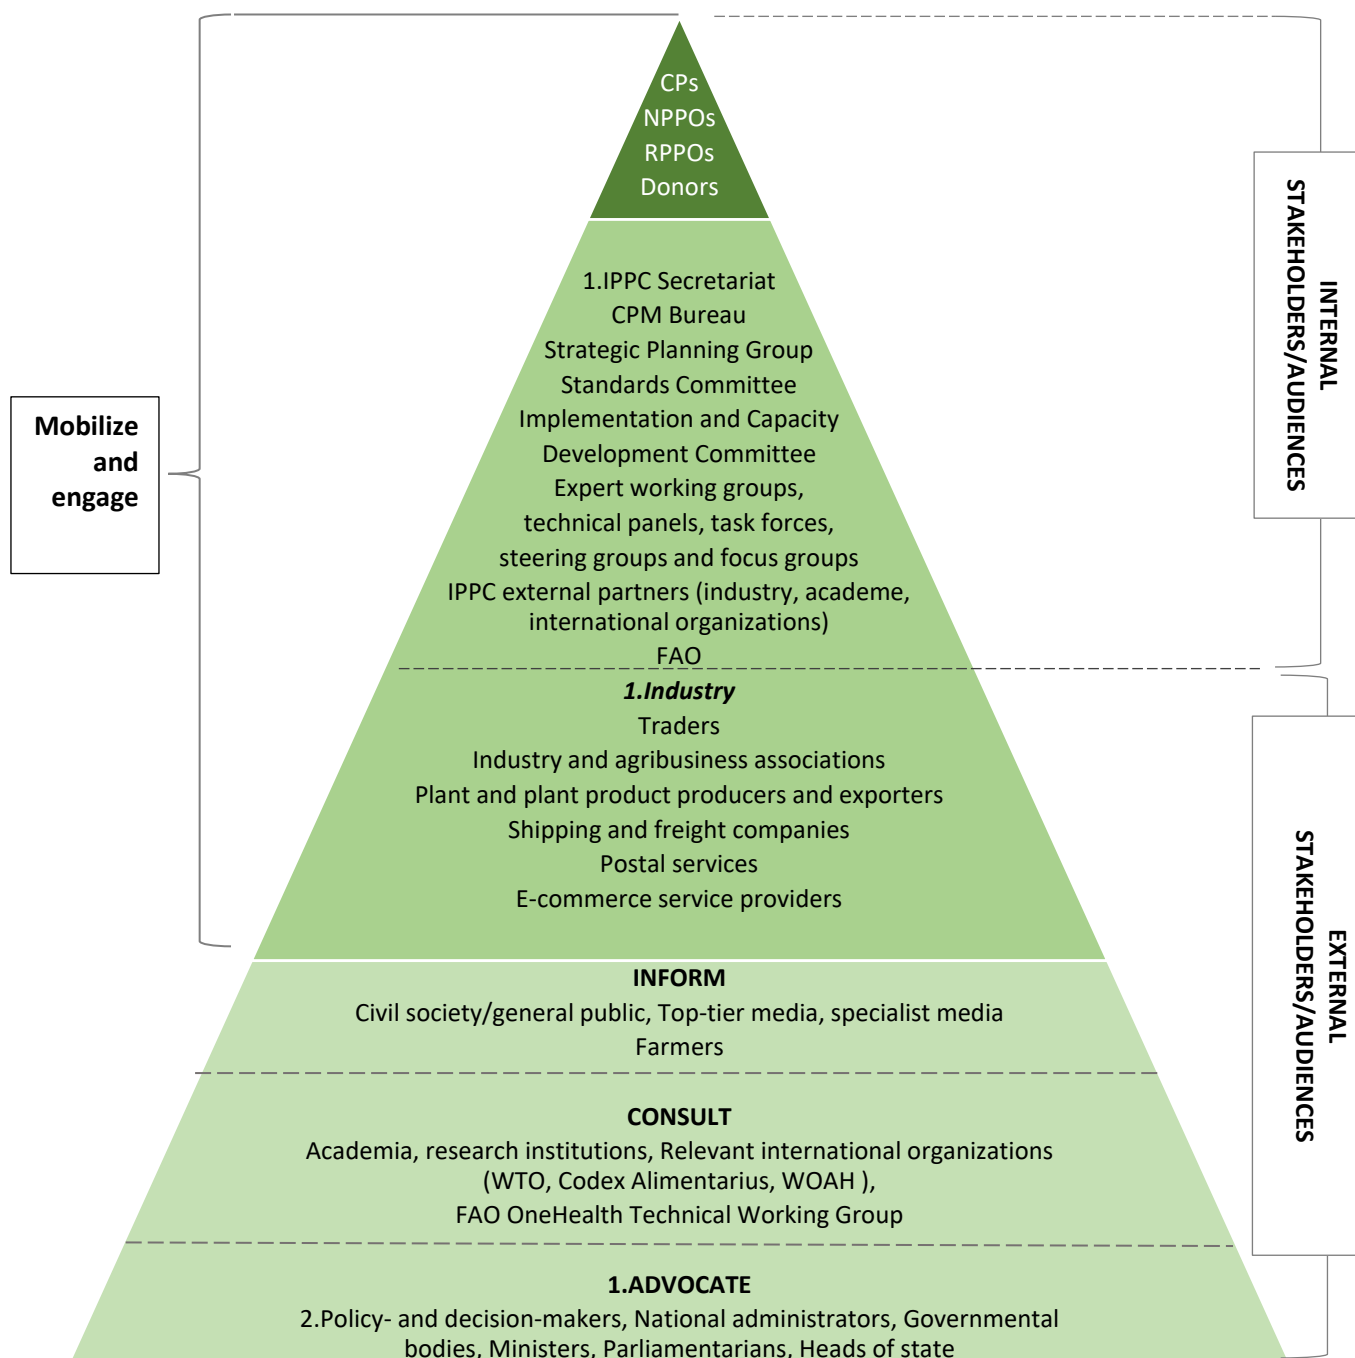 CPs
NPPOs
RPPOs
Donors
1.IPPC Secretariat
CPM Bureau
Strategic Planning Group
Standards Committee
Implementation and Capacity
Development Committee
Expert working groups,
technical panels, task forces,
steering groups and focus groups
IPPC external partners (industry, academe,
international organizations)
FAO
1.Industry
Traders
Industry and agribusiness associations
Plant and plant product producers and exporters
Shipping and freight companies
Postal services
E-commerce service providers
INFORM
Civil society/general public, Top-tier media, specialist media
Farmers
CONSULT
Academia, research institutions, Relevant international organizations
(WTO, Codex Alimentarius, WOAH ),
FAO OneHealth Technical Working Group
1.ADVOCATE
2.Policy- and decision-makers, National administrators, Governmental
bodies, Ministers, Parliamentarians, Heads of state
Mobilize
and
engage
INTERNAL
STAKEHOLDERS/AUDIENCES
EXTERNAL
STAKEHOLDERS/AUDIENCES